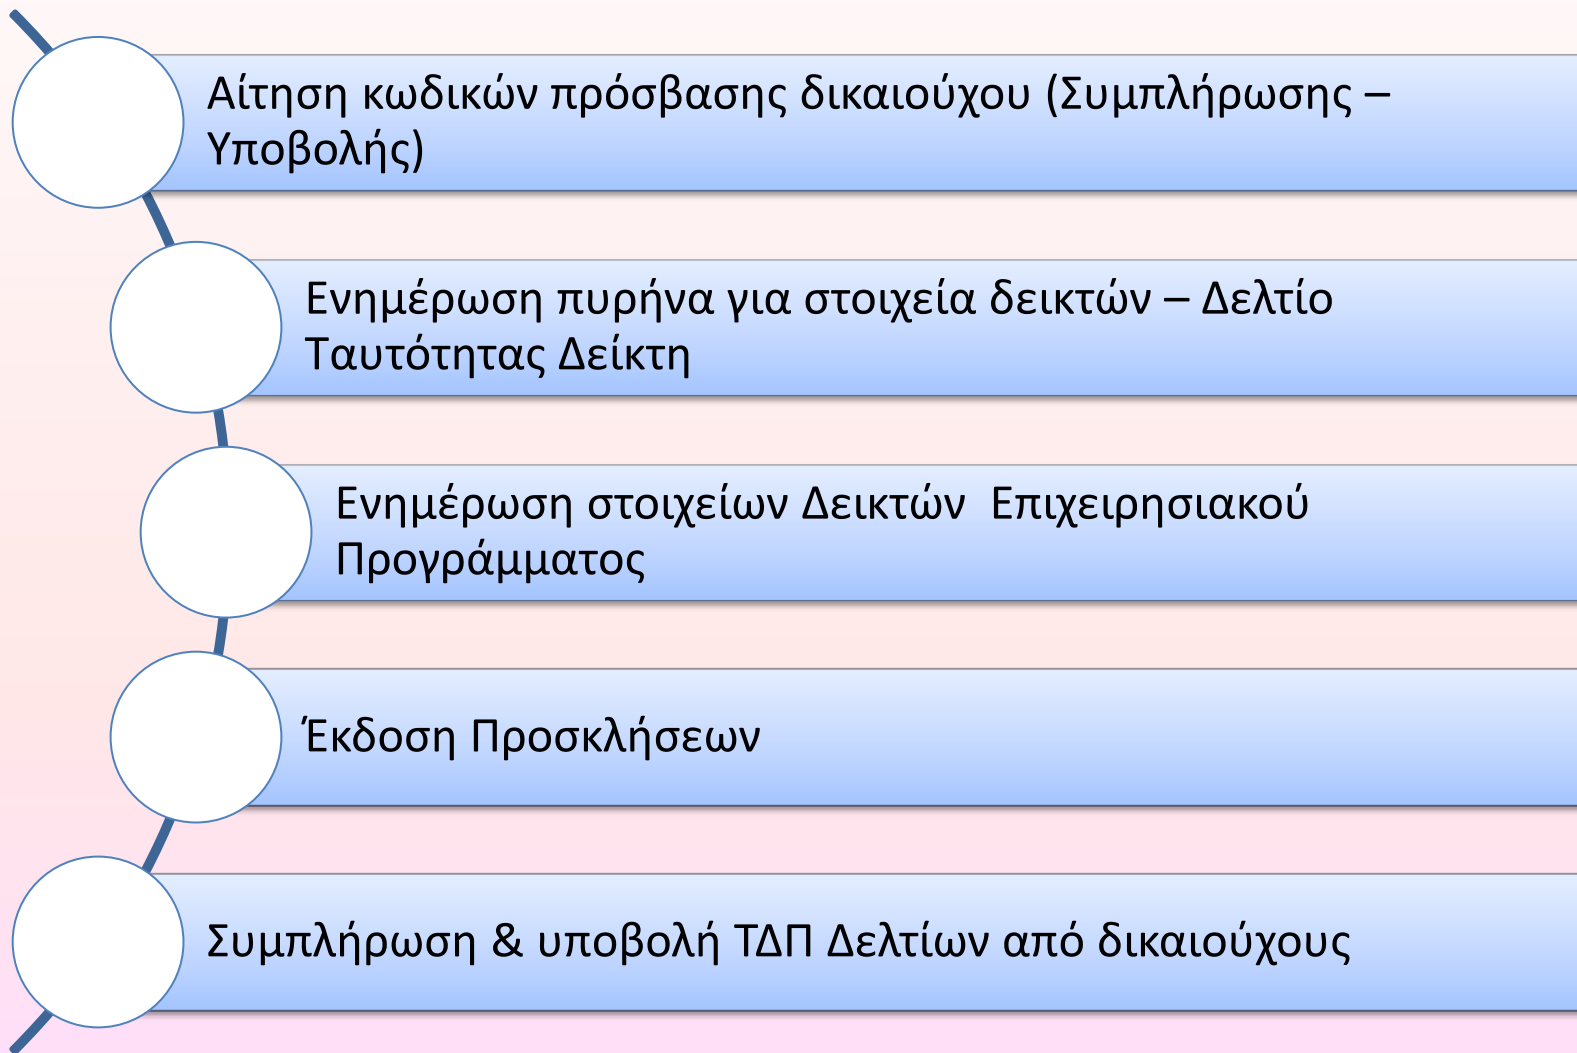 Αίτηση κωδικών πρόσβασης δικαιούχου (Συμπλήρωσης –
Υποβολής)
Ενημέρωση πυρήνα για στοιχεία δεικτών – Δελτίο
Ταυτότητας Δείκτη
Ενημέρωση στοιχείων Δεικτών  Επιχειρησιακού
Προγράμματος
Έκδοση Προσκλήσεων
Συμπλήρωση & υποβολή ΤΔΠ Δελτίων από δικαιούχους